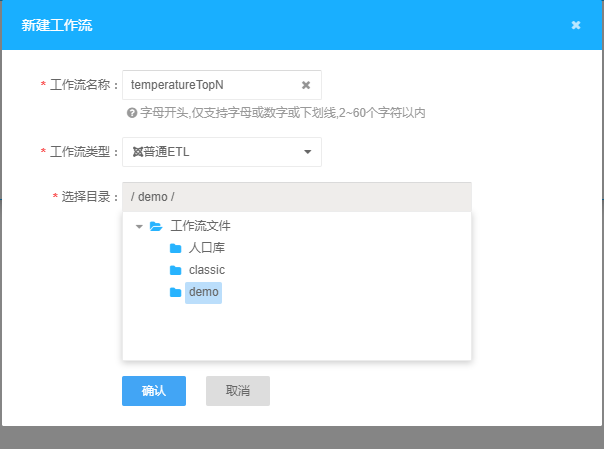 新建工作流
* 工作流名称： temperatureTopN
字母开头,仅支持字母或数字或下划线,2~60个字符以内
* 工作流类型： 普通ETL
* 选择目录： / demo /
工作流文件
人口库
classic
demo
确认 取消